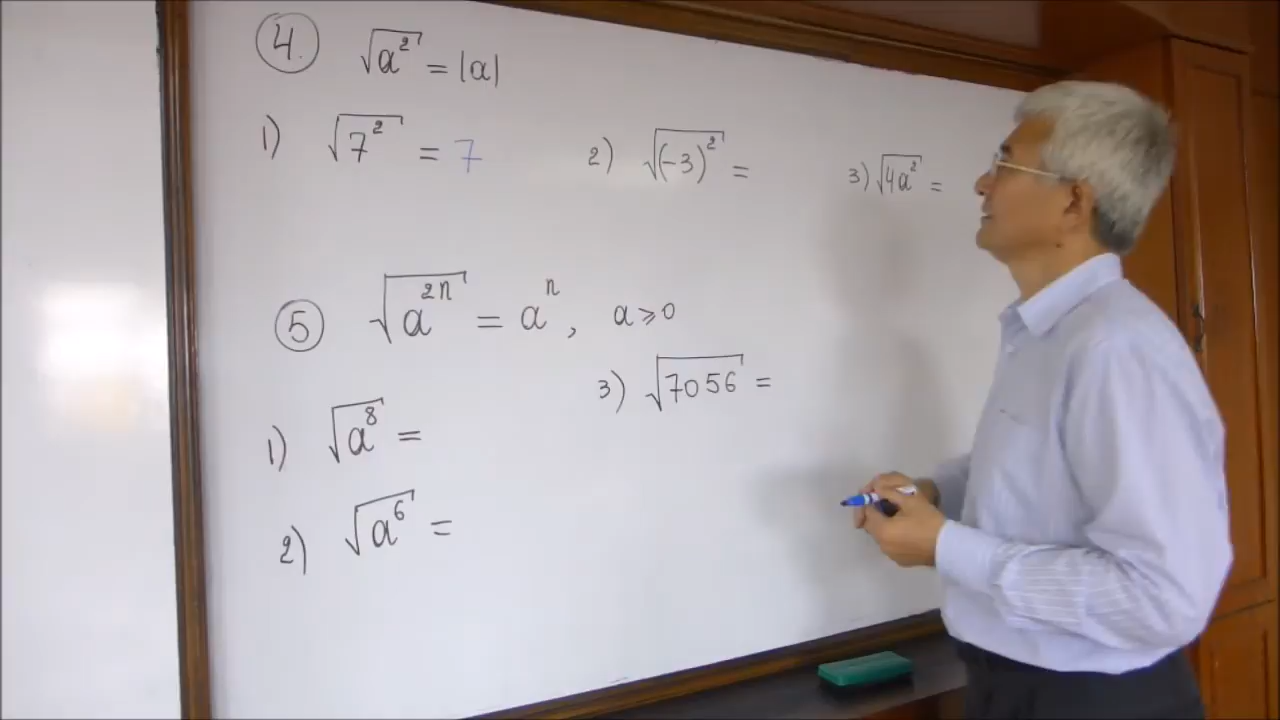 ④ √a² = |a|
1) √7² = 7 2) √(-3)² = 3) √4a² =
⑤ √a²ⁿ = aⁿ, a ⩾ 0
3) √7056 =
1) √a⁸ =
2) √a⁶ =